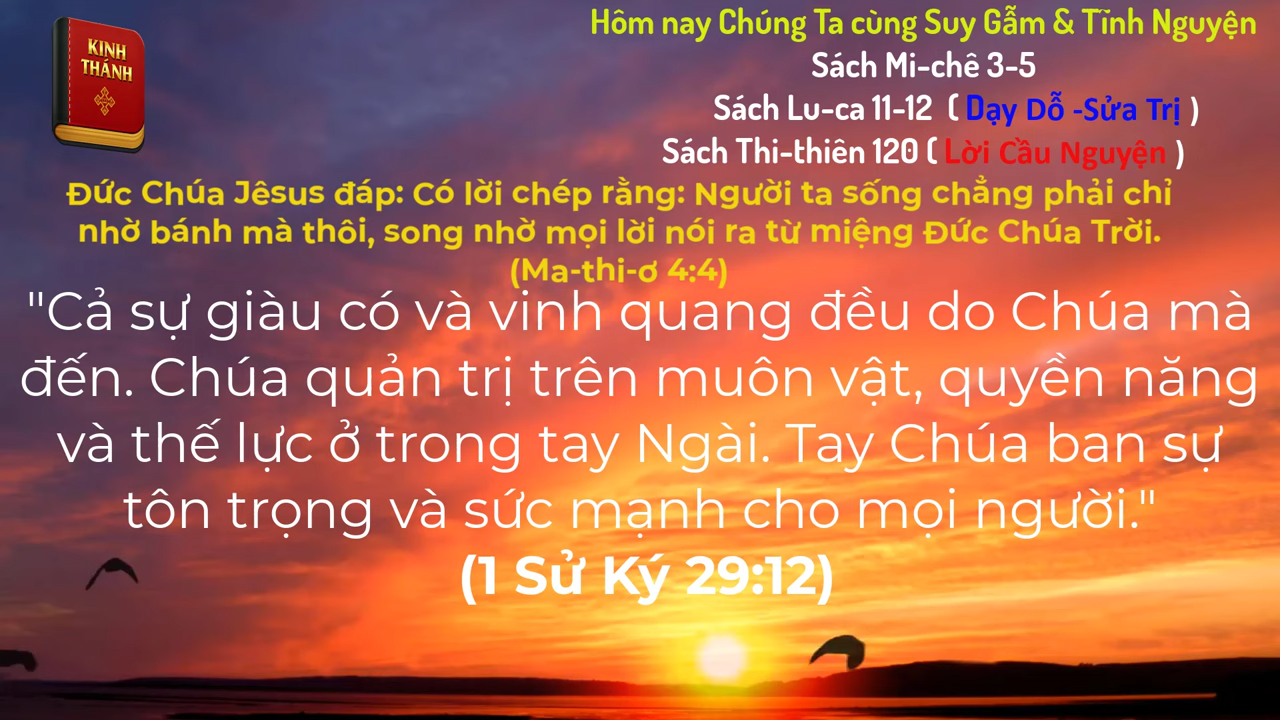 KINH
THÁNH
Hôm nay Chúng Ta cùng Suy Gẫm & Tĩnh Nguyện
Sách Mi-chê 3-5
Sách Lu-ca 11-12 ( Dạy Dỗ -Sửa Trị )
Sách Thi-thiên 120 ( Lời Cầu Nguyện )
Đức Chúa Jêsus đáp: Có lời chép rằng: Người ta sống chẳng phải chỉ
nhờ bánh mà thôi, song nhờ mọi lời nói ra từ miệng Đức Chúa Trời.
(Ma-thi-ơ 4:4)
"Cả sự giàu có và vinh quang đều do Chúa mà
đến. Chúa quản trị trên muôn vật, quyền năng
và thế lực ở trong tay Ngài. Tay Chúa ban sự
tôn trọng và sức mạnh cho mọi người."
(1 Sử Ký 29:12)